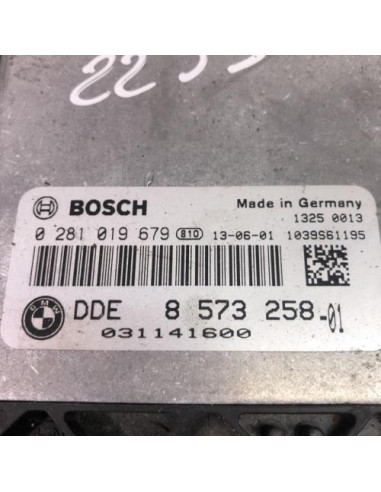 BOSCH
Made in Germany
1325 0013
0 281 019 679 810 13-06-01 1039S61195
BMW DDE 8 573 258-01
031141600